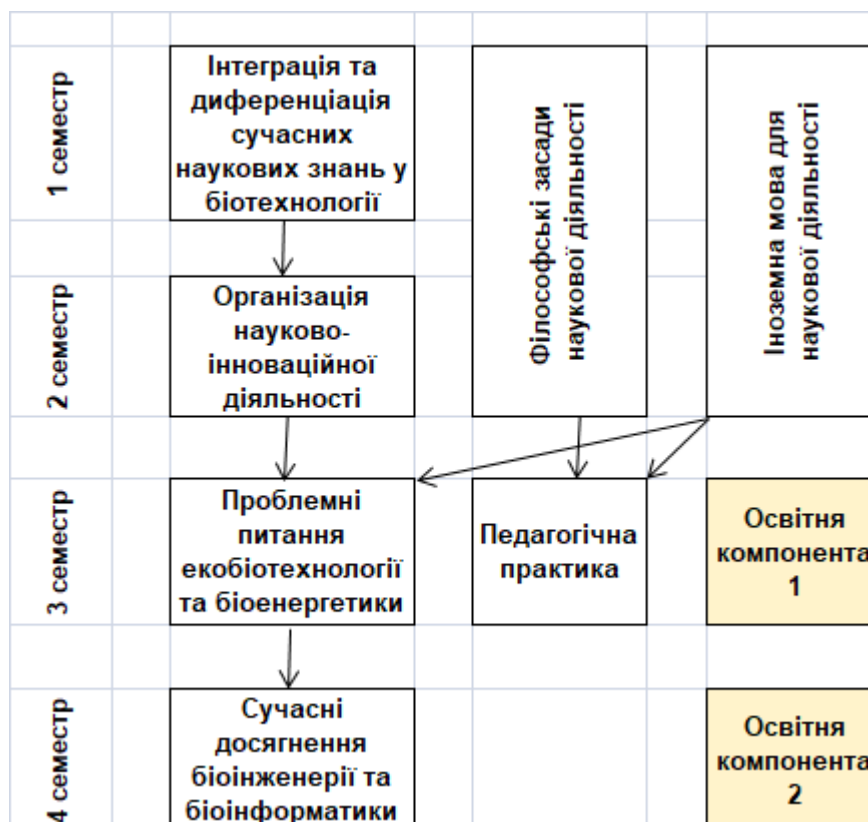 1 семестр
Інтеграція та
диференціація
сучасних
наукових знань у
біотехнології
Філософські засади
наукової діяльності
Іноземна мова для
наукової діяльності
2 семестр
Організація
науково-
інноваційної
діяльності
3 семестр
Проблемні
питання
екобіотехнології
та біоенергетики
Педагогічна
практика
Освітня
компонента
1
4 семестр
Сучасні
досягнення
біоінженерії та
біоінформатики
Освітня
компонента
2